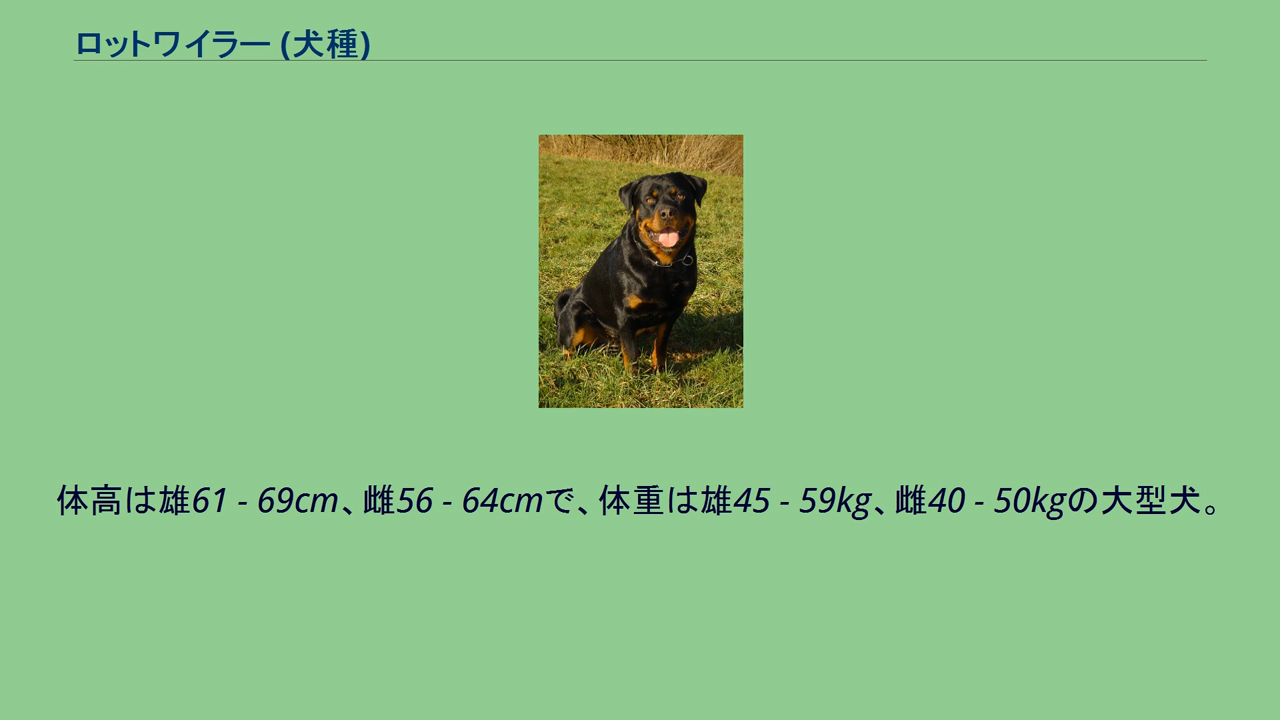 ロットワイラー (犬種)
体高は雄61 - 69cm、雌56 - 64cmで、体重は雄45 - 59kg、雌40 - 50kgの大型犬。